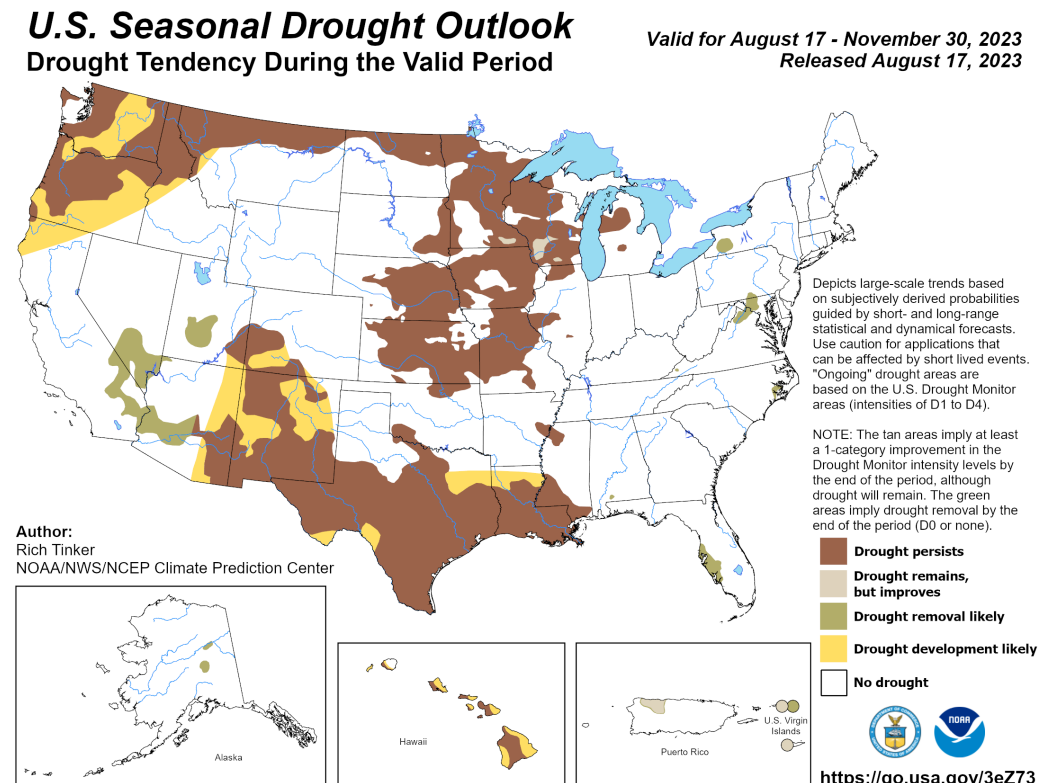 U.S. Seasonal Drought Outlook
Drought Tendency During the Valid Period
Valid for August 17 - November 30, 2023
Released August 17, 2023
Depicts large-scale trends based
on subjectively derived probabilities
guided by short- and long-range
statistical and dynamical forecasts.
Use caution for applications that
can be affected by short lived events.
"Ongoing" drought areas are
based on the U.S. Drought Monitor
areas (intensities of D1 to D4).
NOTE: The tan areas imply at least
a 1-category improvement in the
Drought Monitor intensity levels by
the end of the period, although
drought will remain. The green
areas imply drought removal by the
end of the period (D0 or none).
Author:
Rich Tinker
NOAA/NWS/NCEP Climate Prediction Center
Drought persists
Drought remains,
but improves
Drought removal likely
Drought development likely
No drought
Alaska
Hawaii
Puerto Rico
U.S. Virgin
Islands
NOAA
https://go.usa.gov/3eZ73